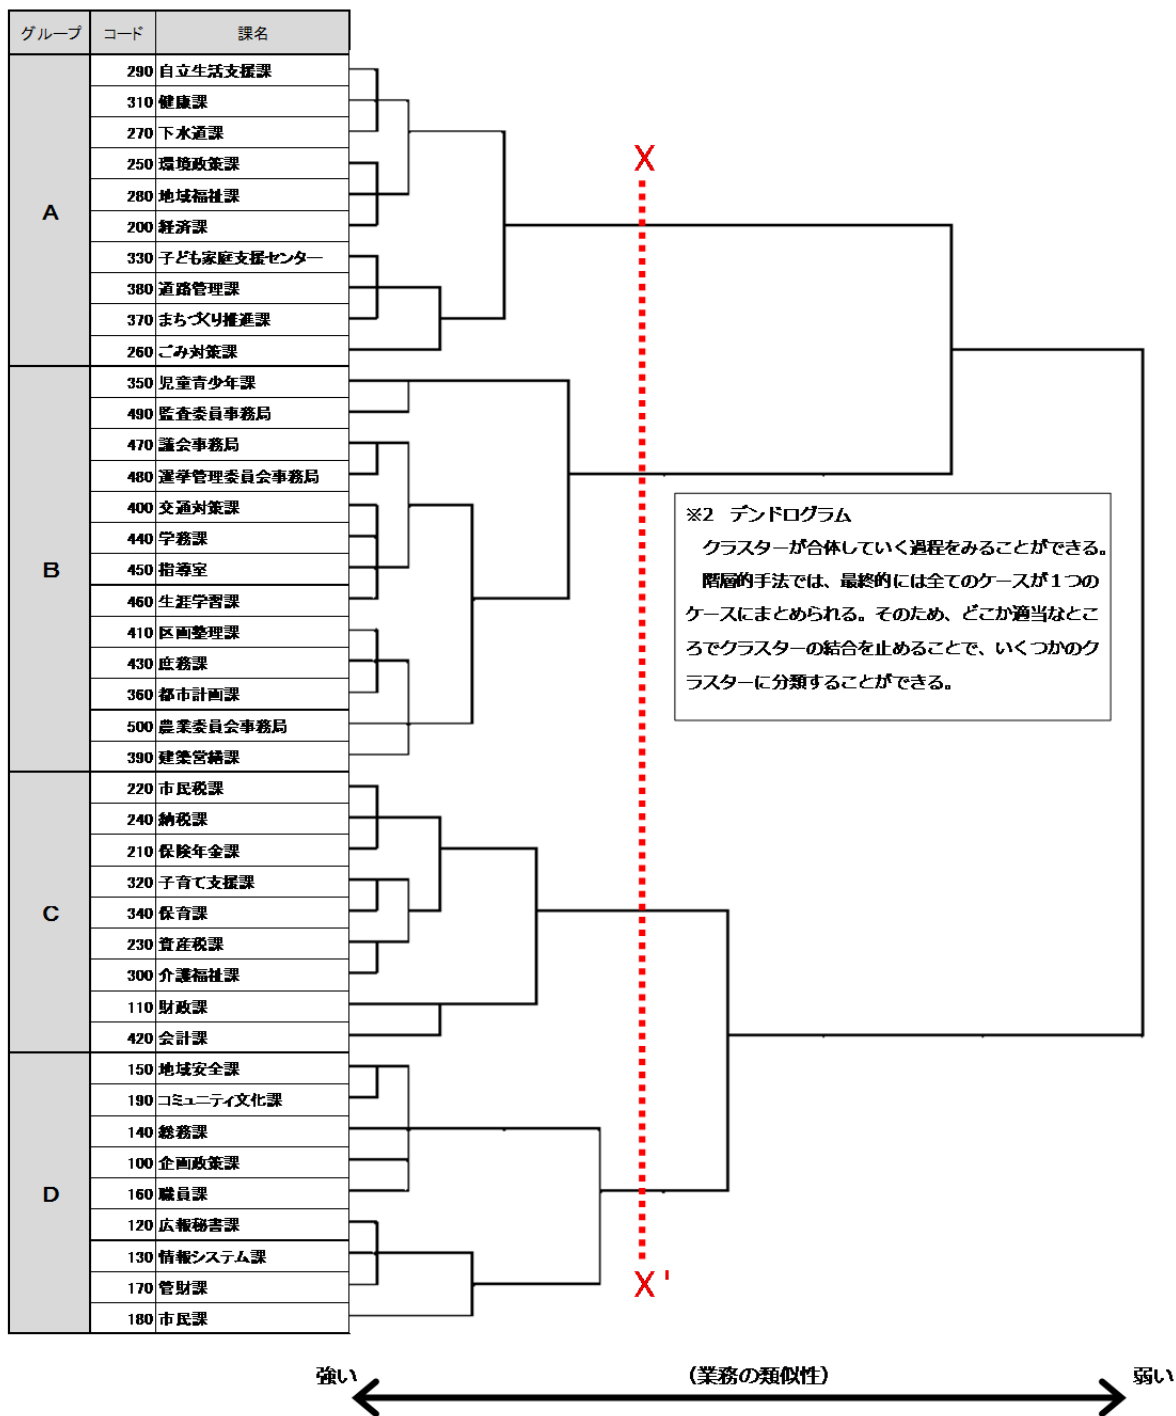 グループ コード 課名
A
290 自立生活支援課
310 健康課
270 下水道課
250 環境政策課
280 地域福祉課
200 経済課
330 子ども家庭支援センター
380 道路管理課
370 まちづくり推進課
260 ごみ対策課
B
350 児童青少年課
490 監査委員事務局
470 議会事務局
480 選挙管理委員会事務局
400 交通対策課
440 学務課
450 指導室
460 生涯学習課
410 区画整理課
430 庶務課
360 都市計画課
500 農業委員会事務局
390 建築営繕課
C
220 市民税課
240 納税課
210 保険年金課
320 子育て支援課
340 保育課
230 資産税課
300 介護福祉課
110 財政課
420 会計課
D
150 地域安全課
190 コミュニティ文化課
140 総務課
100 企画政策課
160 職員課
120 広報秘書課
130 情報システム課
170 管財課
180 市民課
X
※2 デンドログラム
クラスターが合体していく過程をみることができる。
階層的手法では、最終的には全てのケースが１つの
ケースにまとめられる。そのため、どこか適当なとこ
ろでクラスターの結合を止めることで、いくつかのク
ラスターに分類することができる。
X'
強い (業務の類似性) 弱い